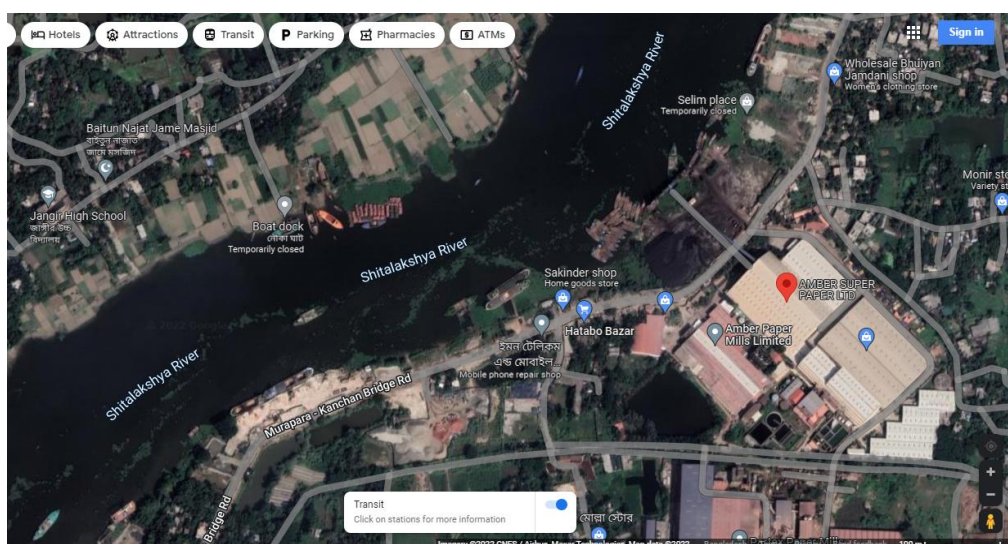 Hotels
Attractions
Transit
Parking
Pharmacies
ATMs
Sign in
Shitalakshya River
Wholesale Bhuiyan
Jamdani shop
Women's clothing store
Selim place
Temporarily closed
Baitun Najat Jame Masjid
বাইতুন নাজাত
জামে মসজিদ
Monir
Variety
Jangir High School
জাঙ্গীর উচ্চ
বিদ্যালয়
Boat dock
নৌকা ঘাট
Temporarily closed
Shitalakshya River
Sakinder shop
Home goods store
AMBER SUPER
PAPER LTD
Hatabo Bazar
Amber Paper
Mills Limited
ইমন টেলিকম
এন্ড মোবাইল...
Mobile phone repair shop
Shitalakshya River
Murapara - Kanchan Bridge Rd
Bridge Rd
Transit
Click on stations for more information
মোল্লা স্টোর